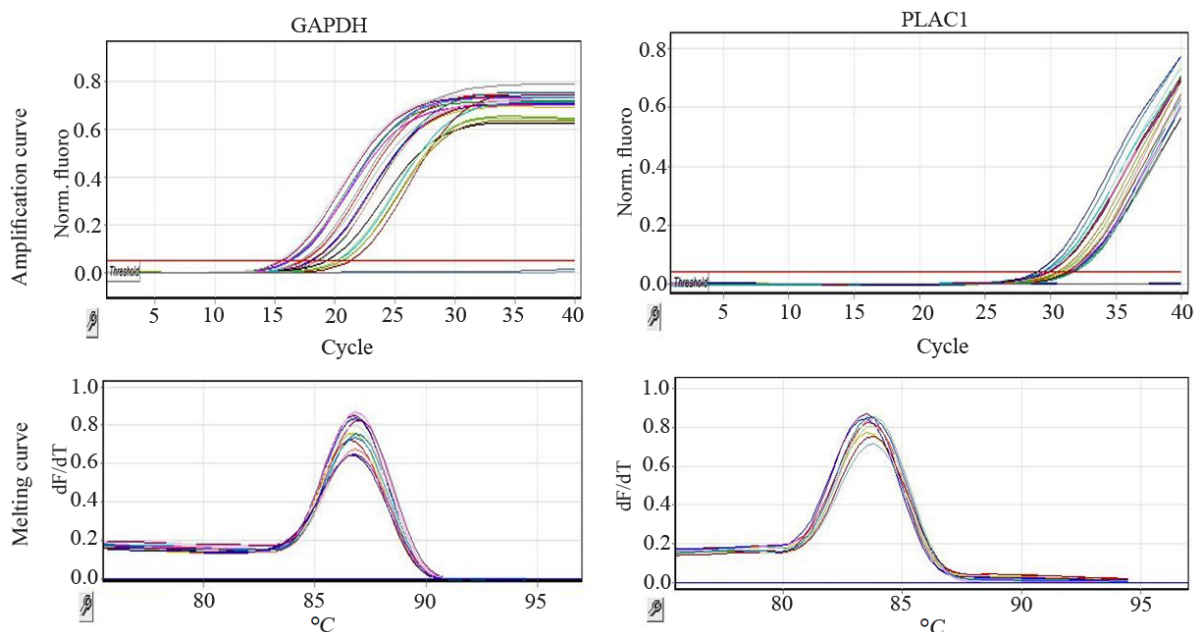 GAPDH
PLAC1
Amplification curve
Norm. fluoro
0.8
0.6
0.4
0.2
0.0
Threshold
5 10 15 20 25 30 35 40
Cycle
Norm. fluoro
0.8
0.6
0.4
0.2
0.0
Threshold
5 10 15 20 25 30 35 40
Cycle
Melting curve
dF/dT
1.0
0.8
0.6
0.4
0.2
0.0
80 85 90 95
°C
dF/dT
1.0
0.8
0.6
0.4
0.2
0.0
80 85 90 95
°C